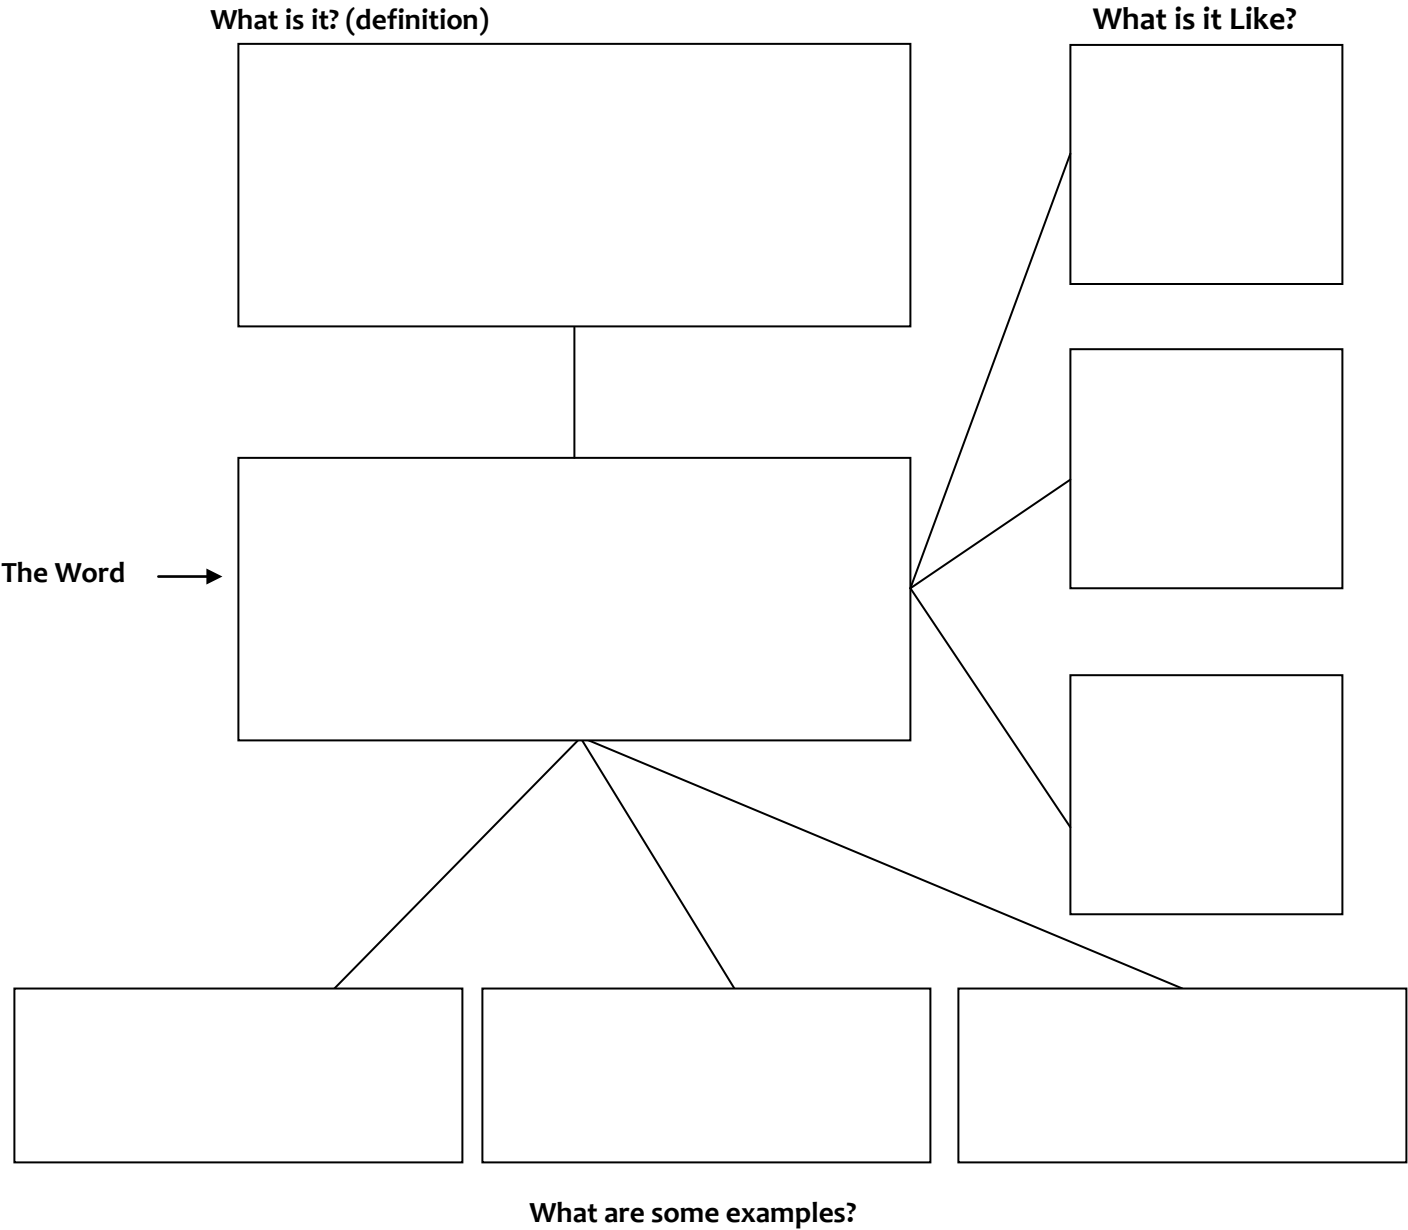 What is it? (definition)
What is it Like?
The Word
What are some examples?